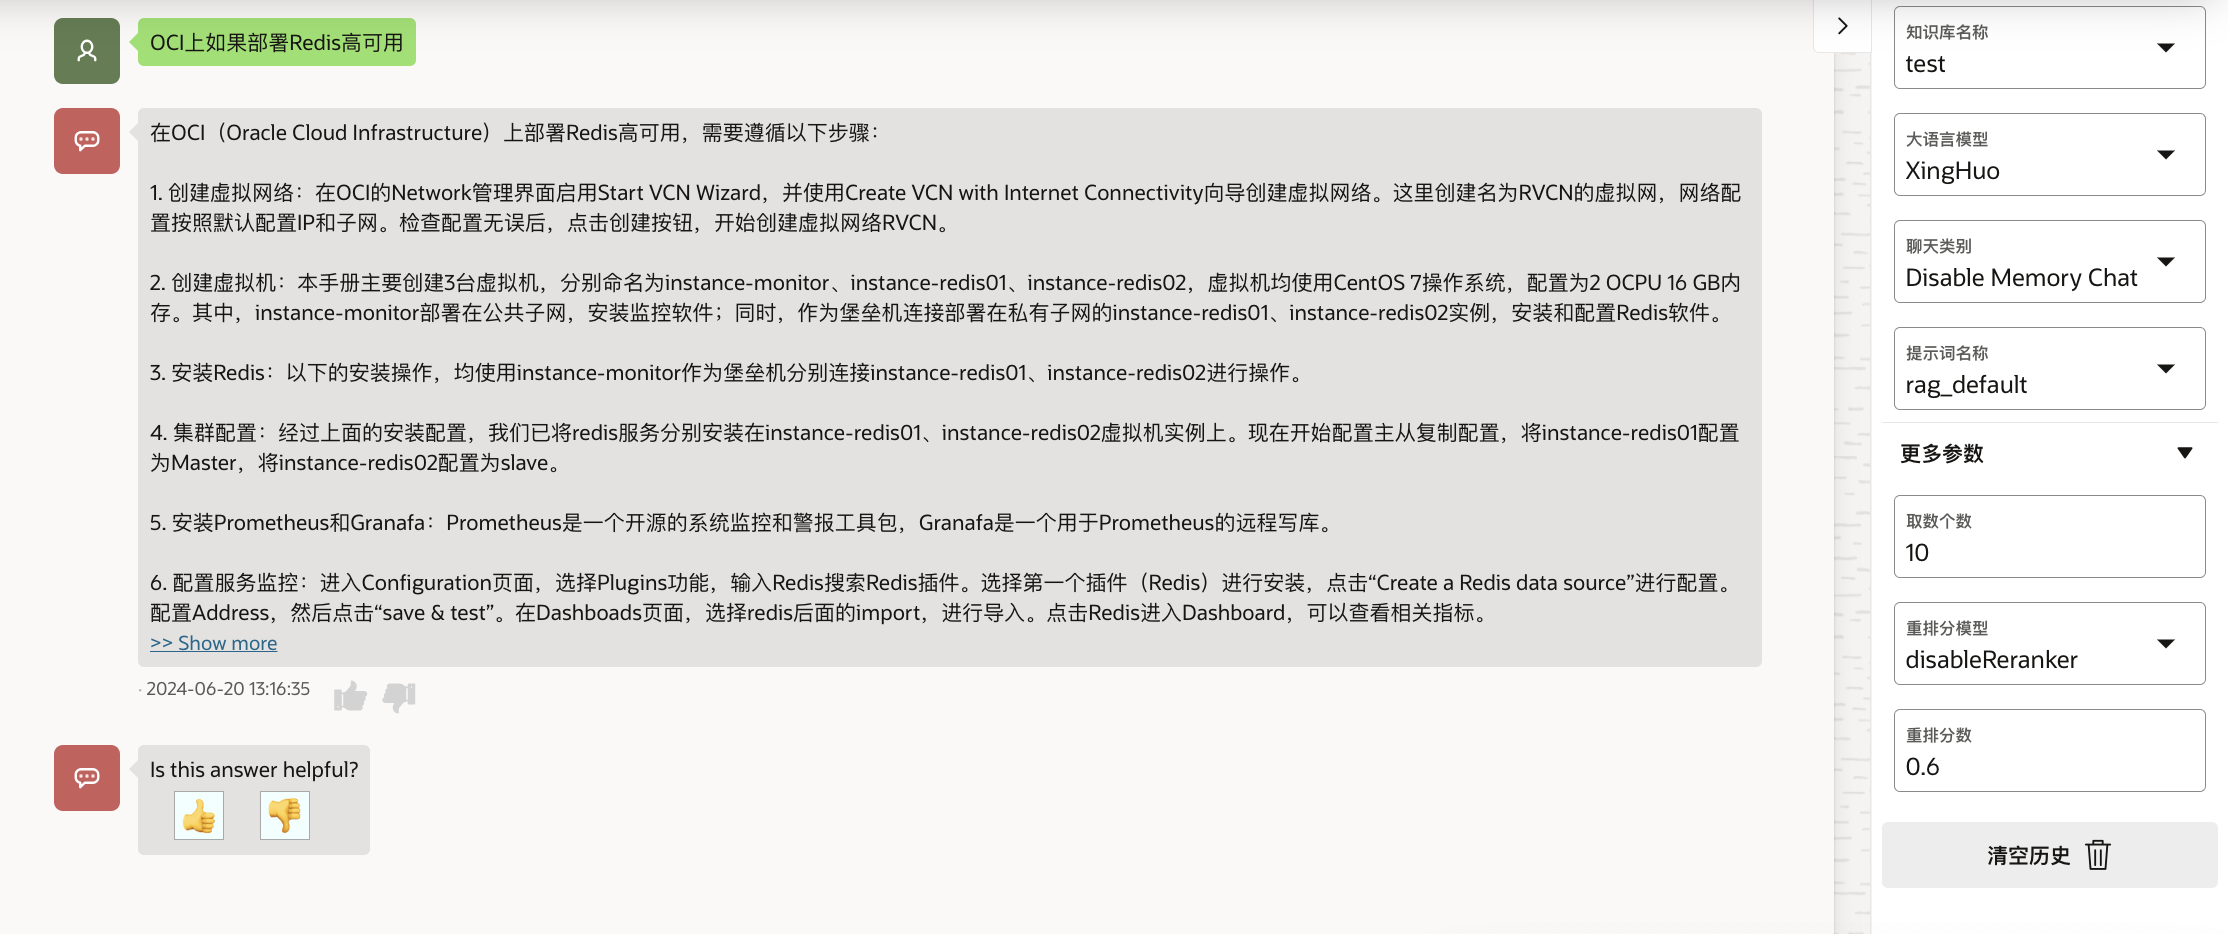 OCI上如果部署Redis高可用
在OCI（Oracle Cloud Infrastructure）上部署Redis高可用，需要遵循以下步骤：
1. 创建虚拟网络：在OCI的Network管理界面启用Start VCN Wizard，并使用Create VCN with Internet Connectivity向导创建虚拟网络。这里创建名为RVCN的虚拟网，网络配
置按照默认配置IP和子网。检查配置无误后，点击创建按钮，开始创建虚拟网络RVCN。
2. 创建虚拟机：本手册主要创建3台虚拟机，分别命名为instance-monitor、instance-redis01、instance-redis02，虚拟机均使用CentOS 7操作系统，配置为2 OCPU 16 GB内
存。其中，instance-monitor部署在公共子网，安装监控软件；同时，作为堡垒机连接部署在私有子网的instance-redis01、instance-redis02实例，安装和配置Redis软件。
3. 安装Redis：以下的安装操作，均使用instance-monitor作为堡垒机分别连接instance-redis01、instance-redis02进行操作。
4. 集群配置：经过上面的安装配置，我们已将redis服务分别安装在instance-redis01、instance-redis02虚拟机实例上。现在开始配置主从复制配置，将instance-redis01配置
为Master，将instance-redis02配置为slave。
5. 安装Prometheus和Granafa：Prometheus是一个开源的系统监控和警报工具包，Granafa是一个用于Prometheus的远程写库。
6. 配置服务监控：进入Configuration页面，选择Plugins功能，输入Redis搜索Redis插件。选择第一个插件（Redis）进行安装，点击“Create a Redis data source”进行配置。
配置Address，然后点击“save & test”。在Dashboads页面，选择redis后面的import，进行导入。点击Redis进入Dashboard，可以查看相关指标。
>> Show more
· 2024-06-20 13:16:35
Is this answer helpful?
知识库名称
test
大语言模型
XingHuo
聊天类别
Disable Memory Chat
提示词名称
rag_default
更多参数
取数个数
10
重排分模型
disableReranker
重排分数
0.6
清空历史